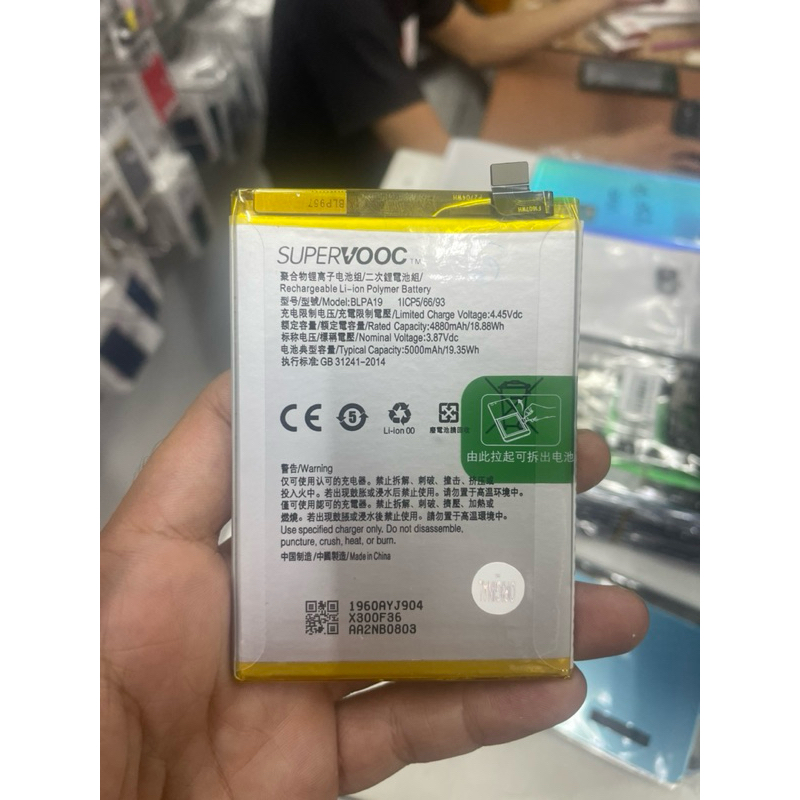 BLP957
SUPERVOOC™
聚合物锂离子电池组/二次鋰電池組/
Rechargeable Li-ion Polymer Battery
型号/型號/Model:BLPA19 1ICP5/66/93
充电限制电压/充電限制電壓/Limited Charge Voltage:4.45Vdc
额定容量/額定電容量/Rated Capacity:4880mAh/18.88Wh
标称电压/標稱電壓/Nominal Voltage:3.87Vdc
电池典型容量/Typical Capacity:5000mAh/19.35Wh
执行标准:GB 31241-2014
CE 5
Li-ion 00
廢電池請回收
由此拉起可拆出电池
警告/Warning
仅可使用认可的充电器。禁止拆解、刺破、撞击、挤压或
投入火中。若出现鼓胀或浸水后禁止使用。请勿置于高温环境中。
僅可使用認可的充電器。禁止拆解、刺破、擠壓、加熱或
燃燒。若出現鼓脹或浸水後禁止使用。請勿置于高溫環境中。
Use specified charger only. Do not disassemble,
puncture, crush, heat, or burn.
中国制造/中國製造/Made in China
1960AYJ904
X300F36
AA2NB0803